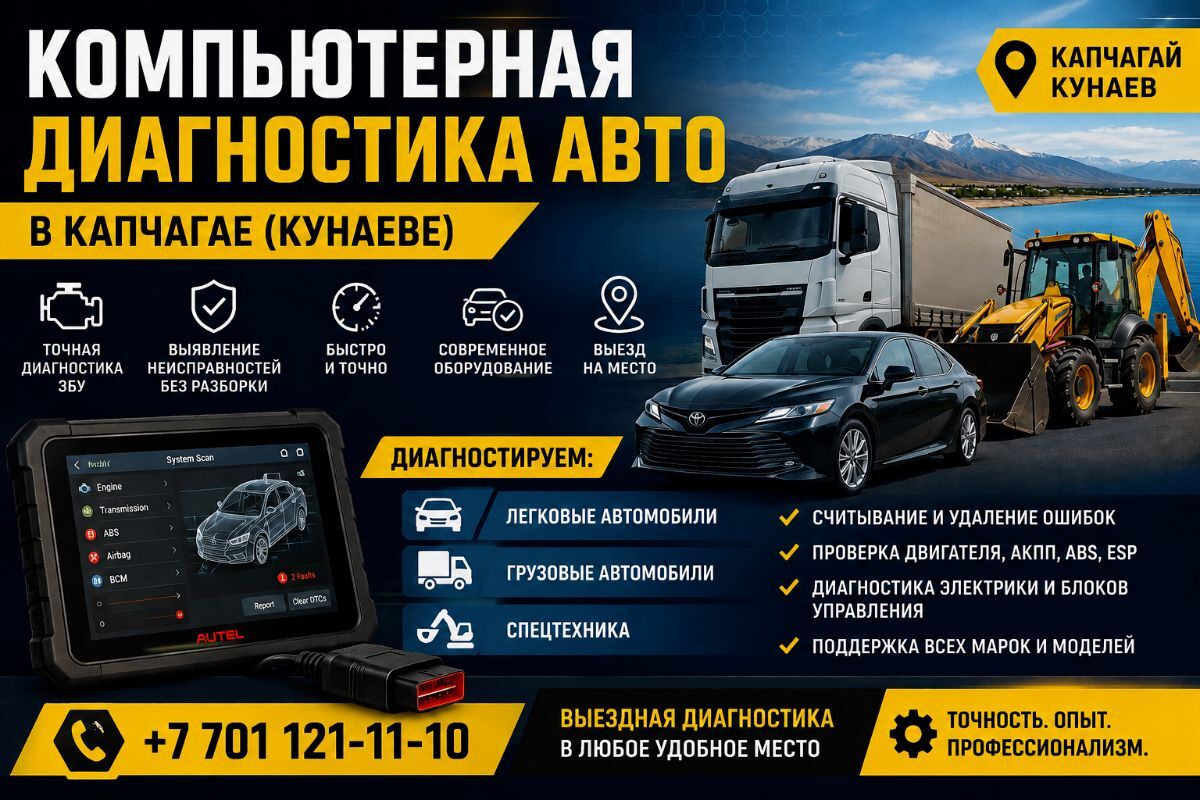 КОМПЬЮТЕРНАЯ
ДИАГНОСТИКА АВТО
В КАПЧАГАЕ (КУНАЕВЕ)
КАПЧАГАЙ
КУНАЕВ
ТОЧНАЯ
ДИАГНОСТИКА
ЗБУ
ВЫЯВЛЕНИЕ
НЕИСПРАВНОСТЕЙ
БЕЗ РАЗБОРКИ
БЫСТРО
И ТОЧНО
СОВРЕМЕННОЕ
ОБОРУДОВАНИЕ
ВЫЕЗД
НА МЕСТО
System Scan
Engine
Transmission
ABS
Airbag
BCM
2 Faults
Report
Clear DTCs
AUTEL
ДИАГНОСТИРУЕМ:
ЛЕГКОВЫЕ АВТОМОБИЛИ
ГРУЗОВЫЕ АВТОМОБИЛИ
СПЕЦТЕХНИКА
СЧИТЫВАНИЕ И УДАЛЕНИЕ ОШИБОК
ПРОВЕРКА ДВИГАТЕЛЯ, АКПП, ABS, ESP
ДИАГНОСТИКА ЭЛЕКТРИКИ И БЛОКОВ
УПРАВЛЕНИЯ
ПОДДЕРЖКА ВСЕХ МАРОК И МОДЕЛЕЙ
+7 701 121-11-10
ВЫЕЗДНАЯ ДИАГНОСТИКА
В ЛЮБОЕ УДОБНОЕ МЕСТО
ТОЧНОСТЬ. ОПЫТ.
ПРОФЕССИОНАЛИЗМ.